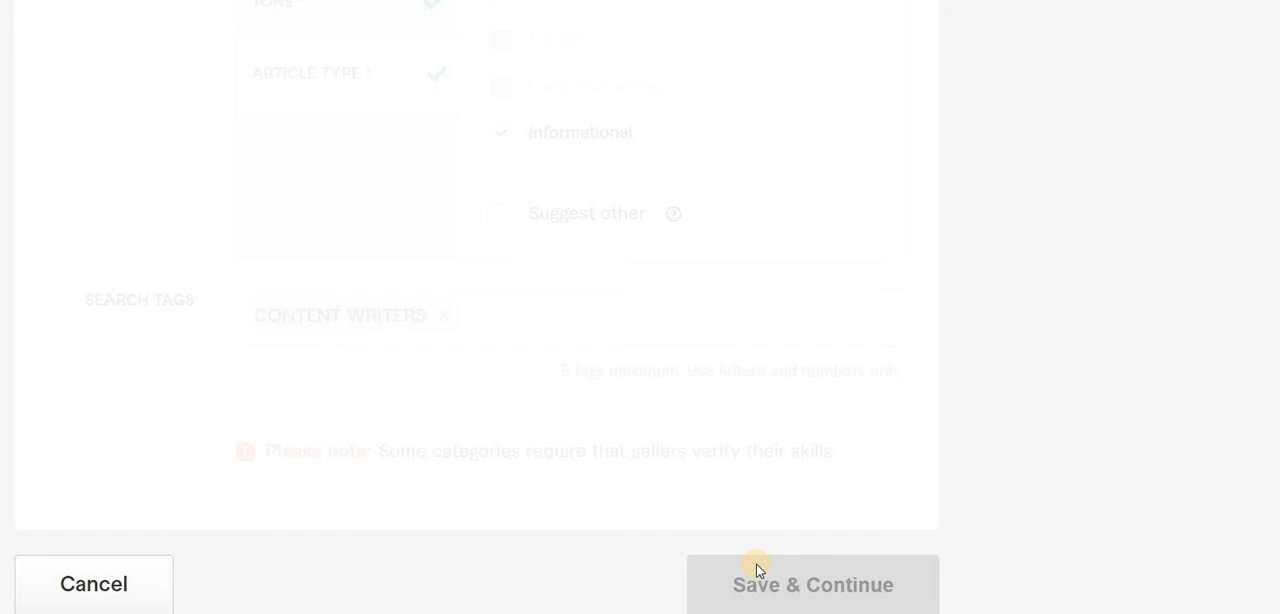 TONE *
ARTICLE TYPE *
Informational
Suggest other
SEARCH TAGS
CONTENT WRITERS ×
5 tags maximum. Use letters and numbers only.
Please note: Some categories require that sellers verify their skills.
Cancel
Save & Continue